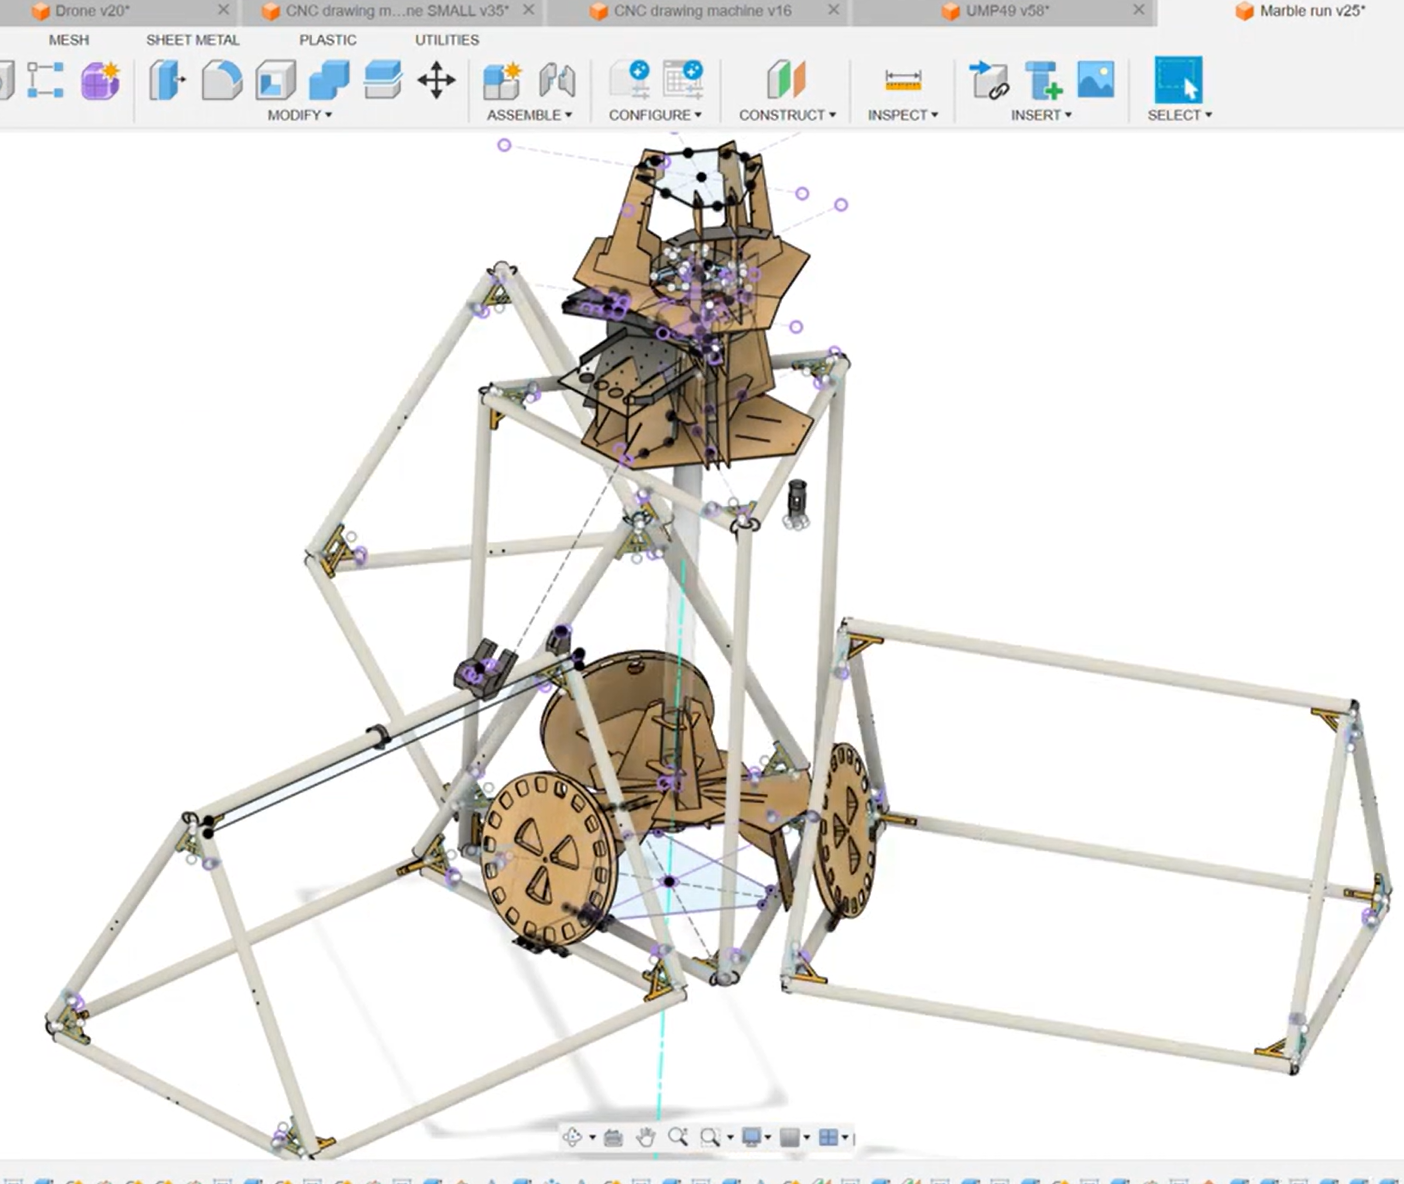 Drone v20*
CNC drawing m...ne SMALL v35*
CNC drawing machine v16
UMP49 v58*
Marble run v25*
MESH
SHEET METAL
PLASTIC
UTILITIES
MODIFY
ASSEMBLE
CONFIGURE
CONSTRUCT
INSPECT
INSERT
SELECT